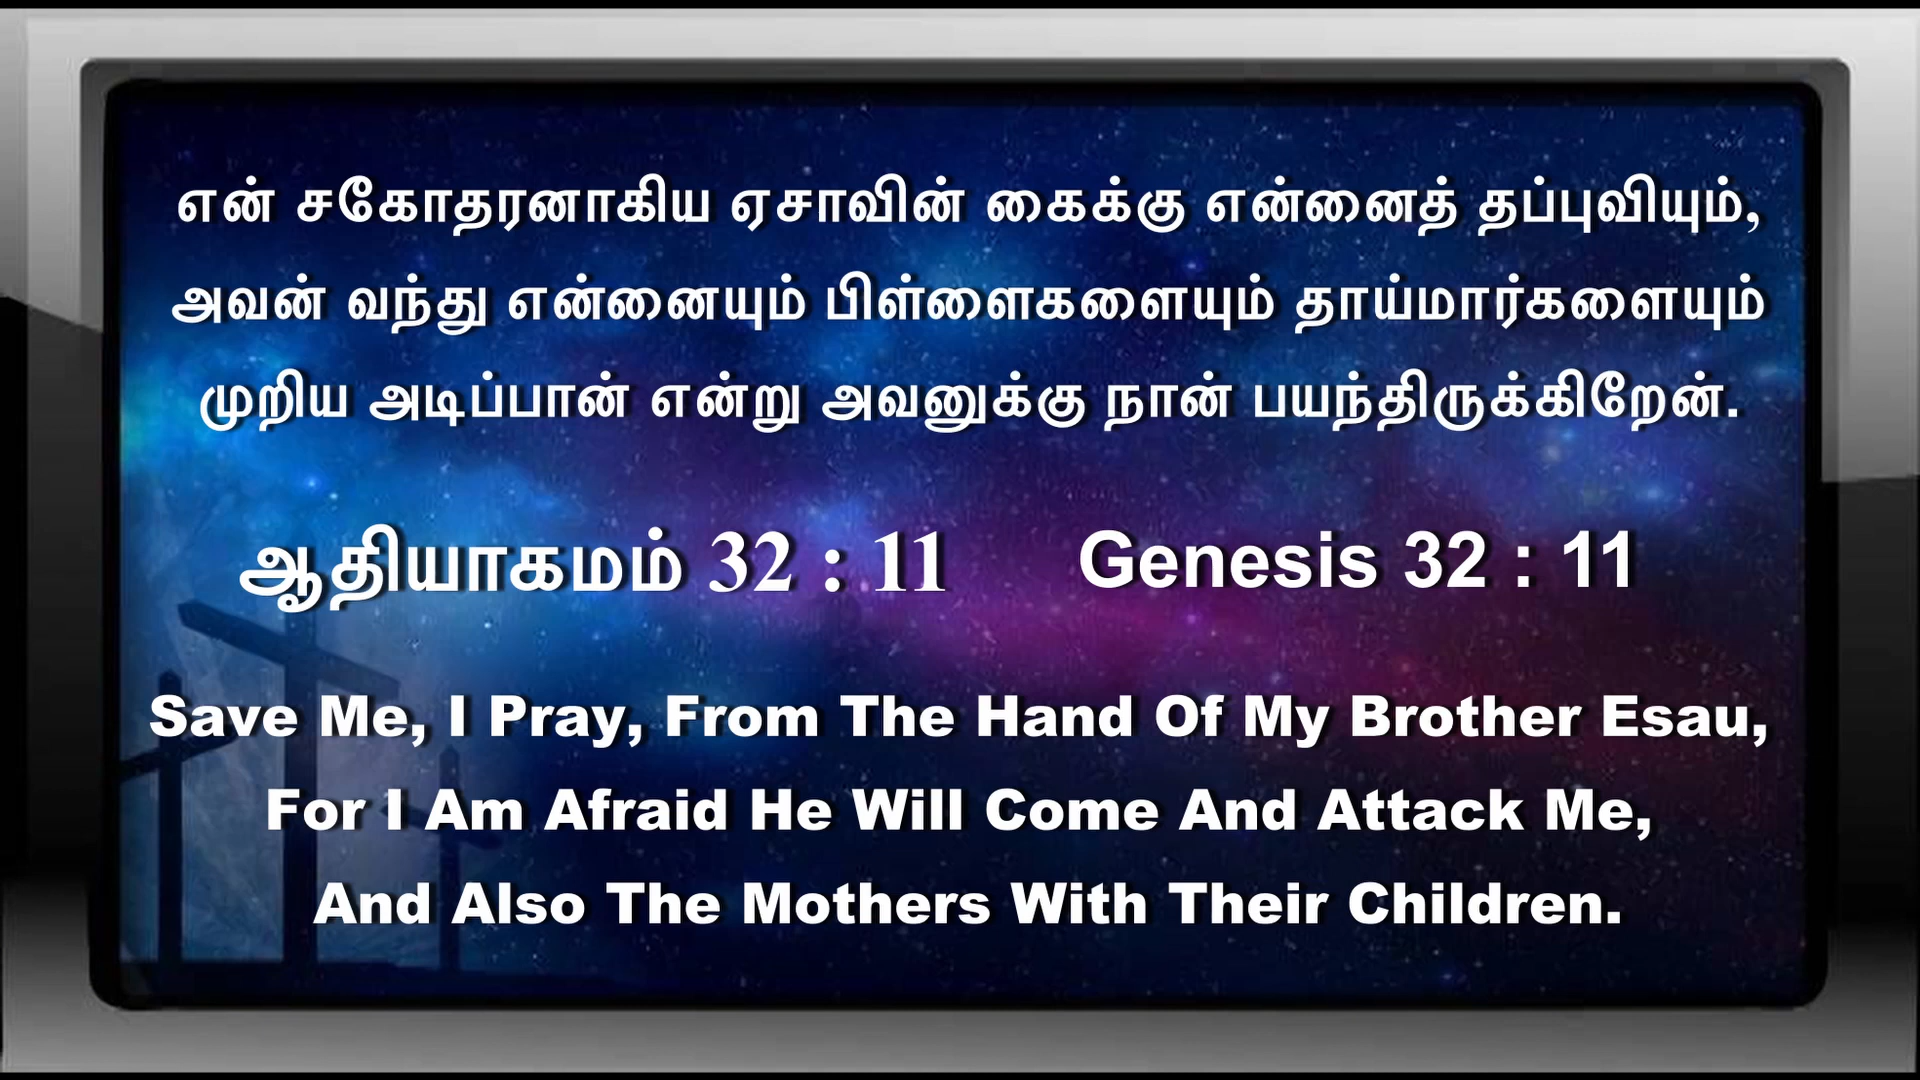 என் சகோதரனாகிய ஏசாவின் கைக்கு என்னைத் தப்புவியும்,
அவன் வந்து என்னையும் பிள்ளைகளையும் தாய்மார்களையும்
முறிய அடிப்பான் என்று அவனுக்கு நான் பயந்திருக்கிறேன்.
ஆதியாகமம் 32 : 11 Genesis 32 : 11
Save Me, I Pray, From The Hand Of My Brother Esau,
For I Am Afraid He Will Come And Attack Me,
And Also The Mothers With Their Children.